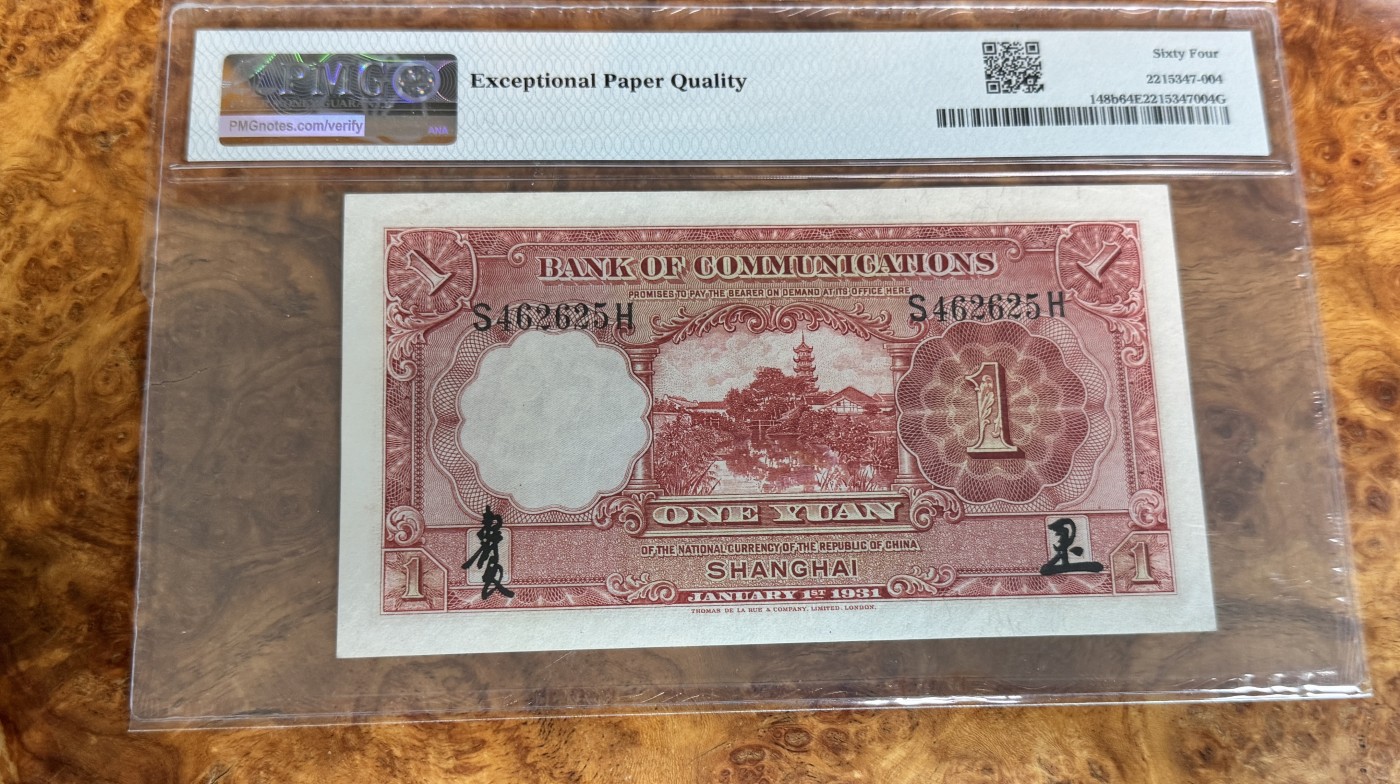 PMG
PMGnotes.com/verify
ANA
Exceptional Paper Quality
Sixty Four
2215347-004
148b64E2215347004G
1 1
BANK OF COMMUNICATIONS
PROMISES TO PAY THE BEARER ON DEMAND AT ITS OFFICE HERE
S462625H S462625H
1
ONE YUAN
OF THE NATIONAL CURRENCY OF THE REPUBLIC OF CHINA
SHANGHAI
1 1
JANUARY 1ST 1931
THOMAS DE LA RUE & COMPANY, LIMITED. LONDON.